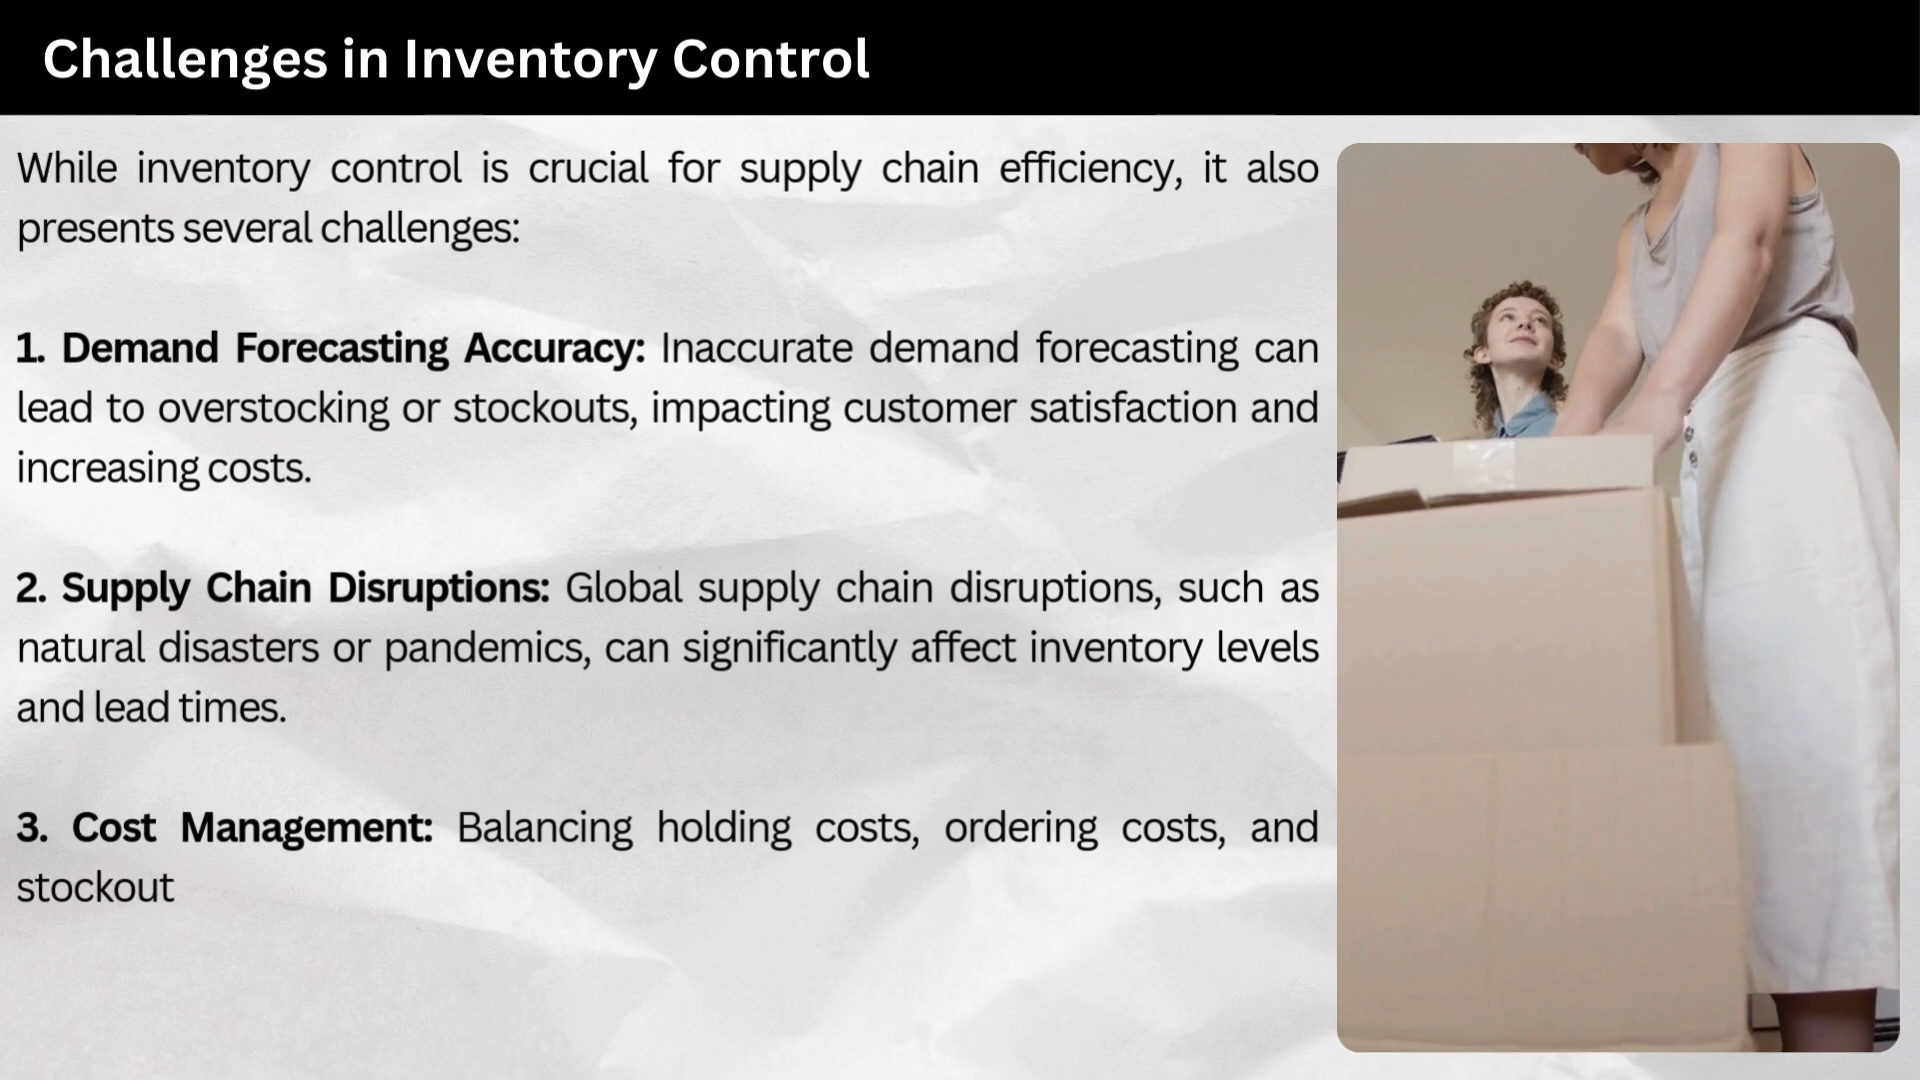 Challenges in Inventory Control
While inventory control is crucial for supply chain efficiency, it also
presents several challenges:
1. Demand Forecasting Accuracy: Inaccurate demand forecasting can
lead to overstocking or stockouts, impacting customer satisfaction and
increasing costs.
2. Supply Chain Disruptions: Global supply chain disruptions, such as
natural disasters or pandemics, can significantly affect inventory levels
and lead times.
3. Cost Management: Balancing holding costs, ordering costs, and
stockout